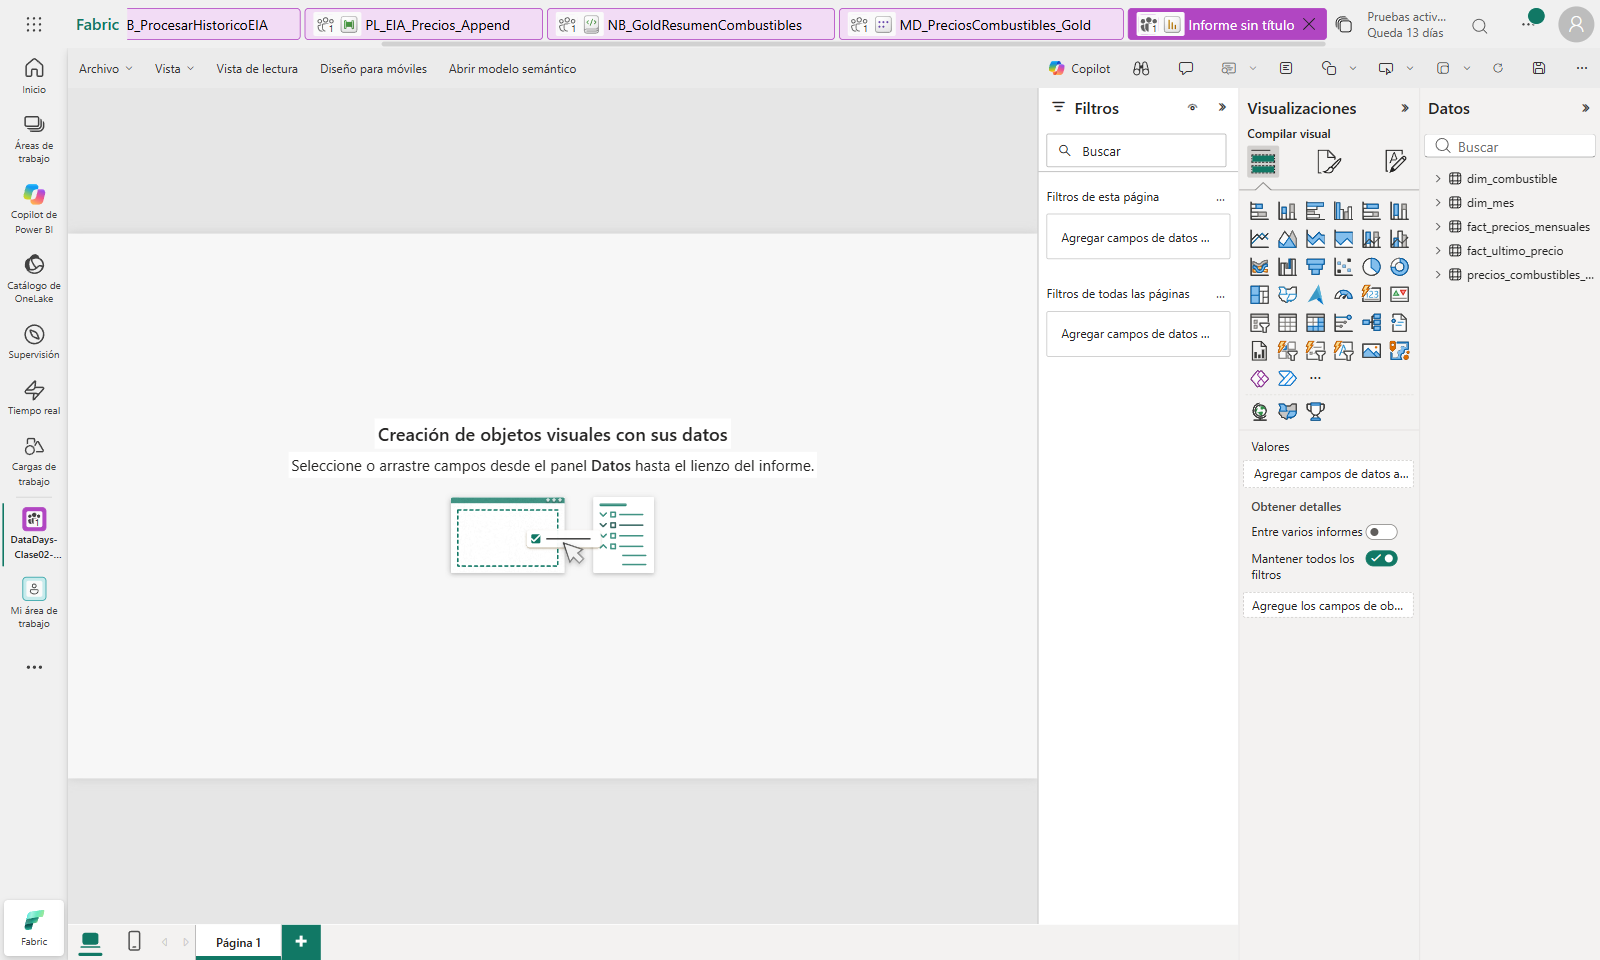 Fabric
B_ProcesarHistoricoEIA
PL_EIA_Precios_Append
NB_GoldResumenCombustibles
MD_PreciosCombustibles_Gold
Informe sin título
Pruebas activ...
Queda 13 días
Archivo
Vista
Vista de lectura
Diseño para móviles
Abrir modelo semántico
Copilot
Inicio
Áreas de
trabajo
Copilot de
Power BI
Catálogo de
OneLake
Supervisión
Tiempo real
Cargas de
trabajo
DataDays-
Clase02-...
Mi área de
trabajo
Fabric
Creación de objetos visuales con sus datos
Seleccione o arrastre campos desde el panel Datos hasta el lienzo del informe.
Página 1
Filtros
Buscar
Filtros de esta página
...
Agregar campos de datos ...
Filtros de todas las páginas
...
Agregar campos de datos ...
Visualizaciones
Compilar visual
123
Valores
Agregar campos de datos a...
Obtener detalles
Entre varios informes
Mantener todos los
filtros
Agregue los campos de ob...
Datos
Buscar
dim_combustible
dim_mes
fact_precios_mensuales
fact_ultimo_precio
precios_combustibles_...